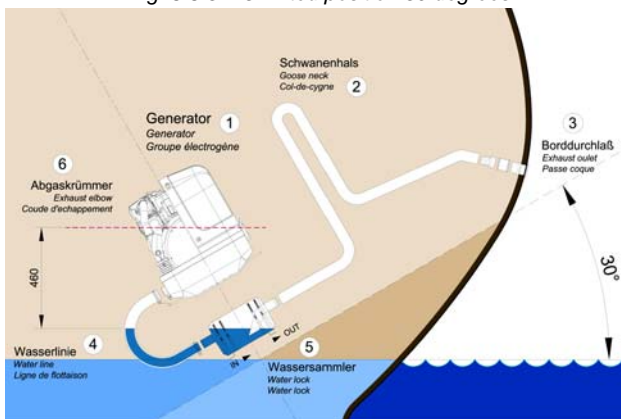 position
Schwanenhals
Goose neck
Col-de-cygne
2
Generator
Generator
Groupe électrogène
1
3
Borddurchlaß
Exhaust oulet
Passe coque
6
Abgaskrümmer
Exhaust elbow
Coude d'echappement
460
30°
4
Wasserlinie
Water line
Ligne de flottaison
IN
OUT
5
Wassersammler
Water lock
Water lock